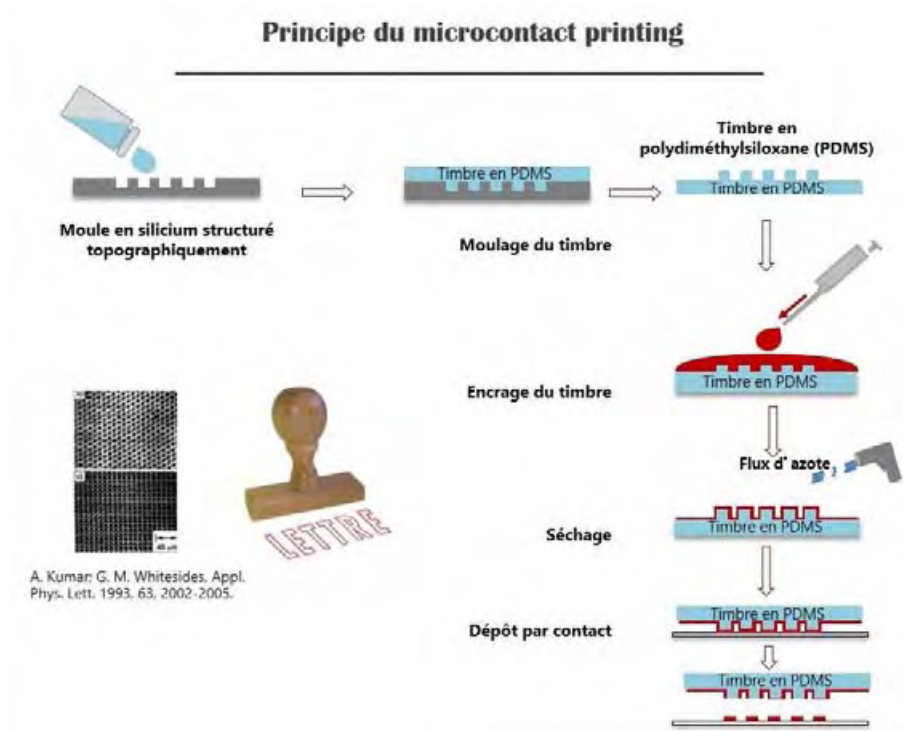 Principe du microcontact printing
Timbre en
polydiméthylsiloxane (PDMS)
Timbre en PDMS
Timbre en PDMS
Moule en silicium structuré
topographiquement
Moulage du timbre
Encrage du timbre
Timbre en PDMS
Flux d'azote
Séchage
Timbre en PDMS
LETTRE
A. Kumar; G. M. Whitesides, Appl.
Phys. Lett. 1993, 63, 2002-2005.
Dépôt par contact
Timbre en PDMS
Timbre en PDMS